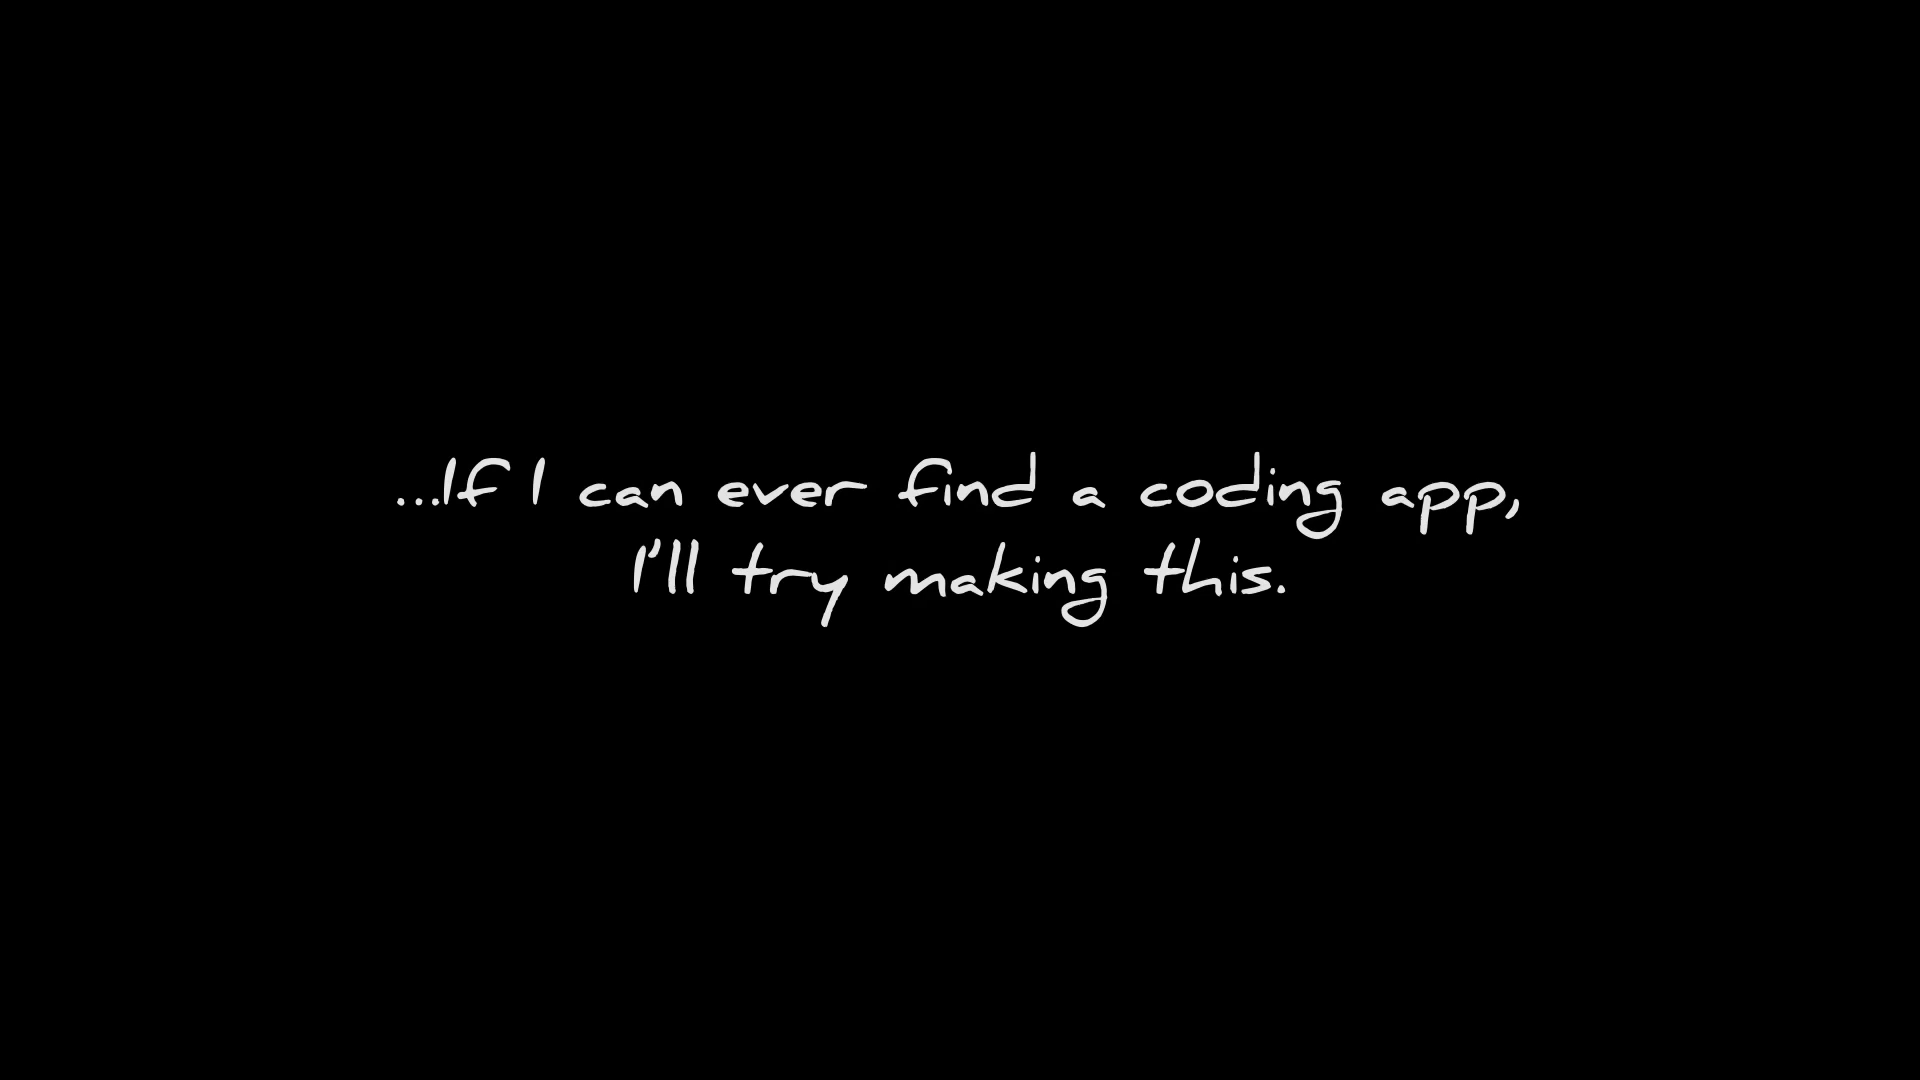 ...If I can ever find a coding app,
I'll try making this.